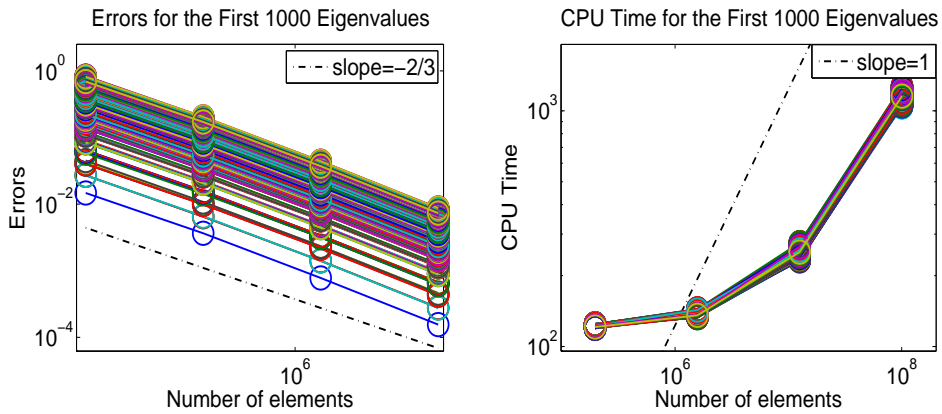 Errors for the First 1000 Eigenvalues
slope=−2/3
10^0
10^−2
10^−4
Errors
10^6
Number of elements
CPU Time for the First 1000 Eigenvalues
slope=1
10^3
10^2
CPU Time
10^6
10^8
Number of elements